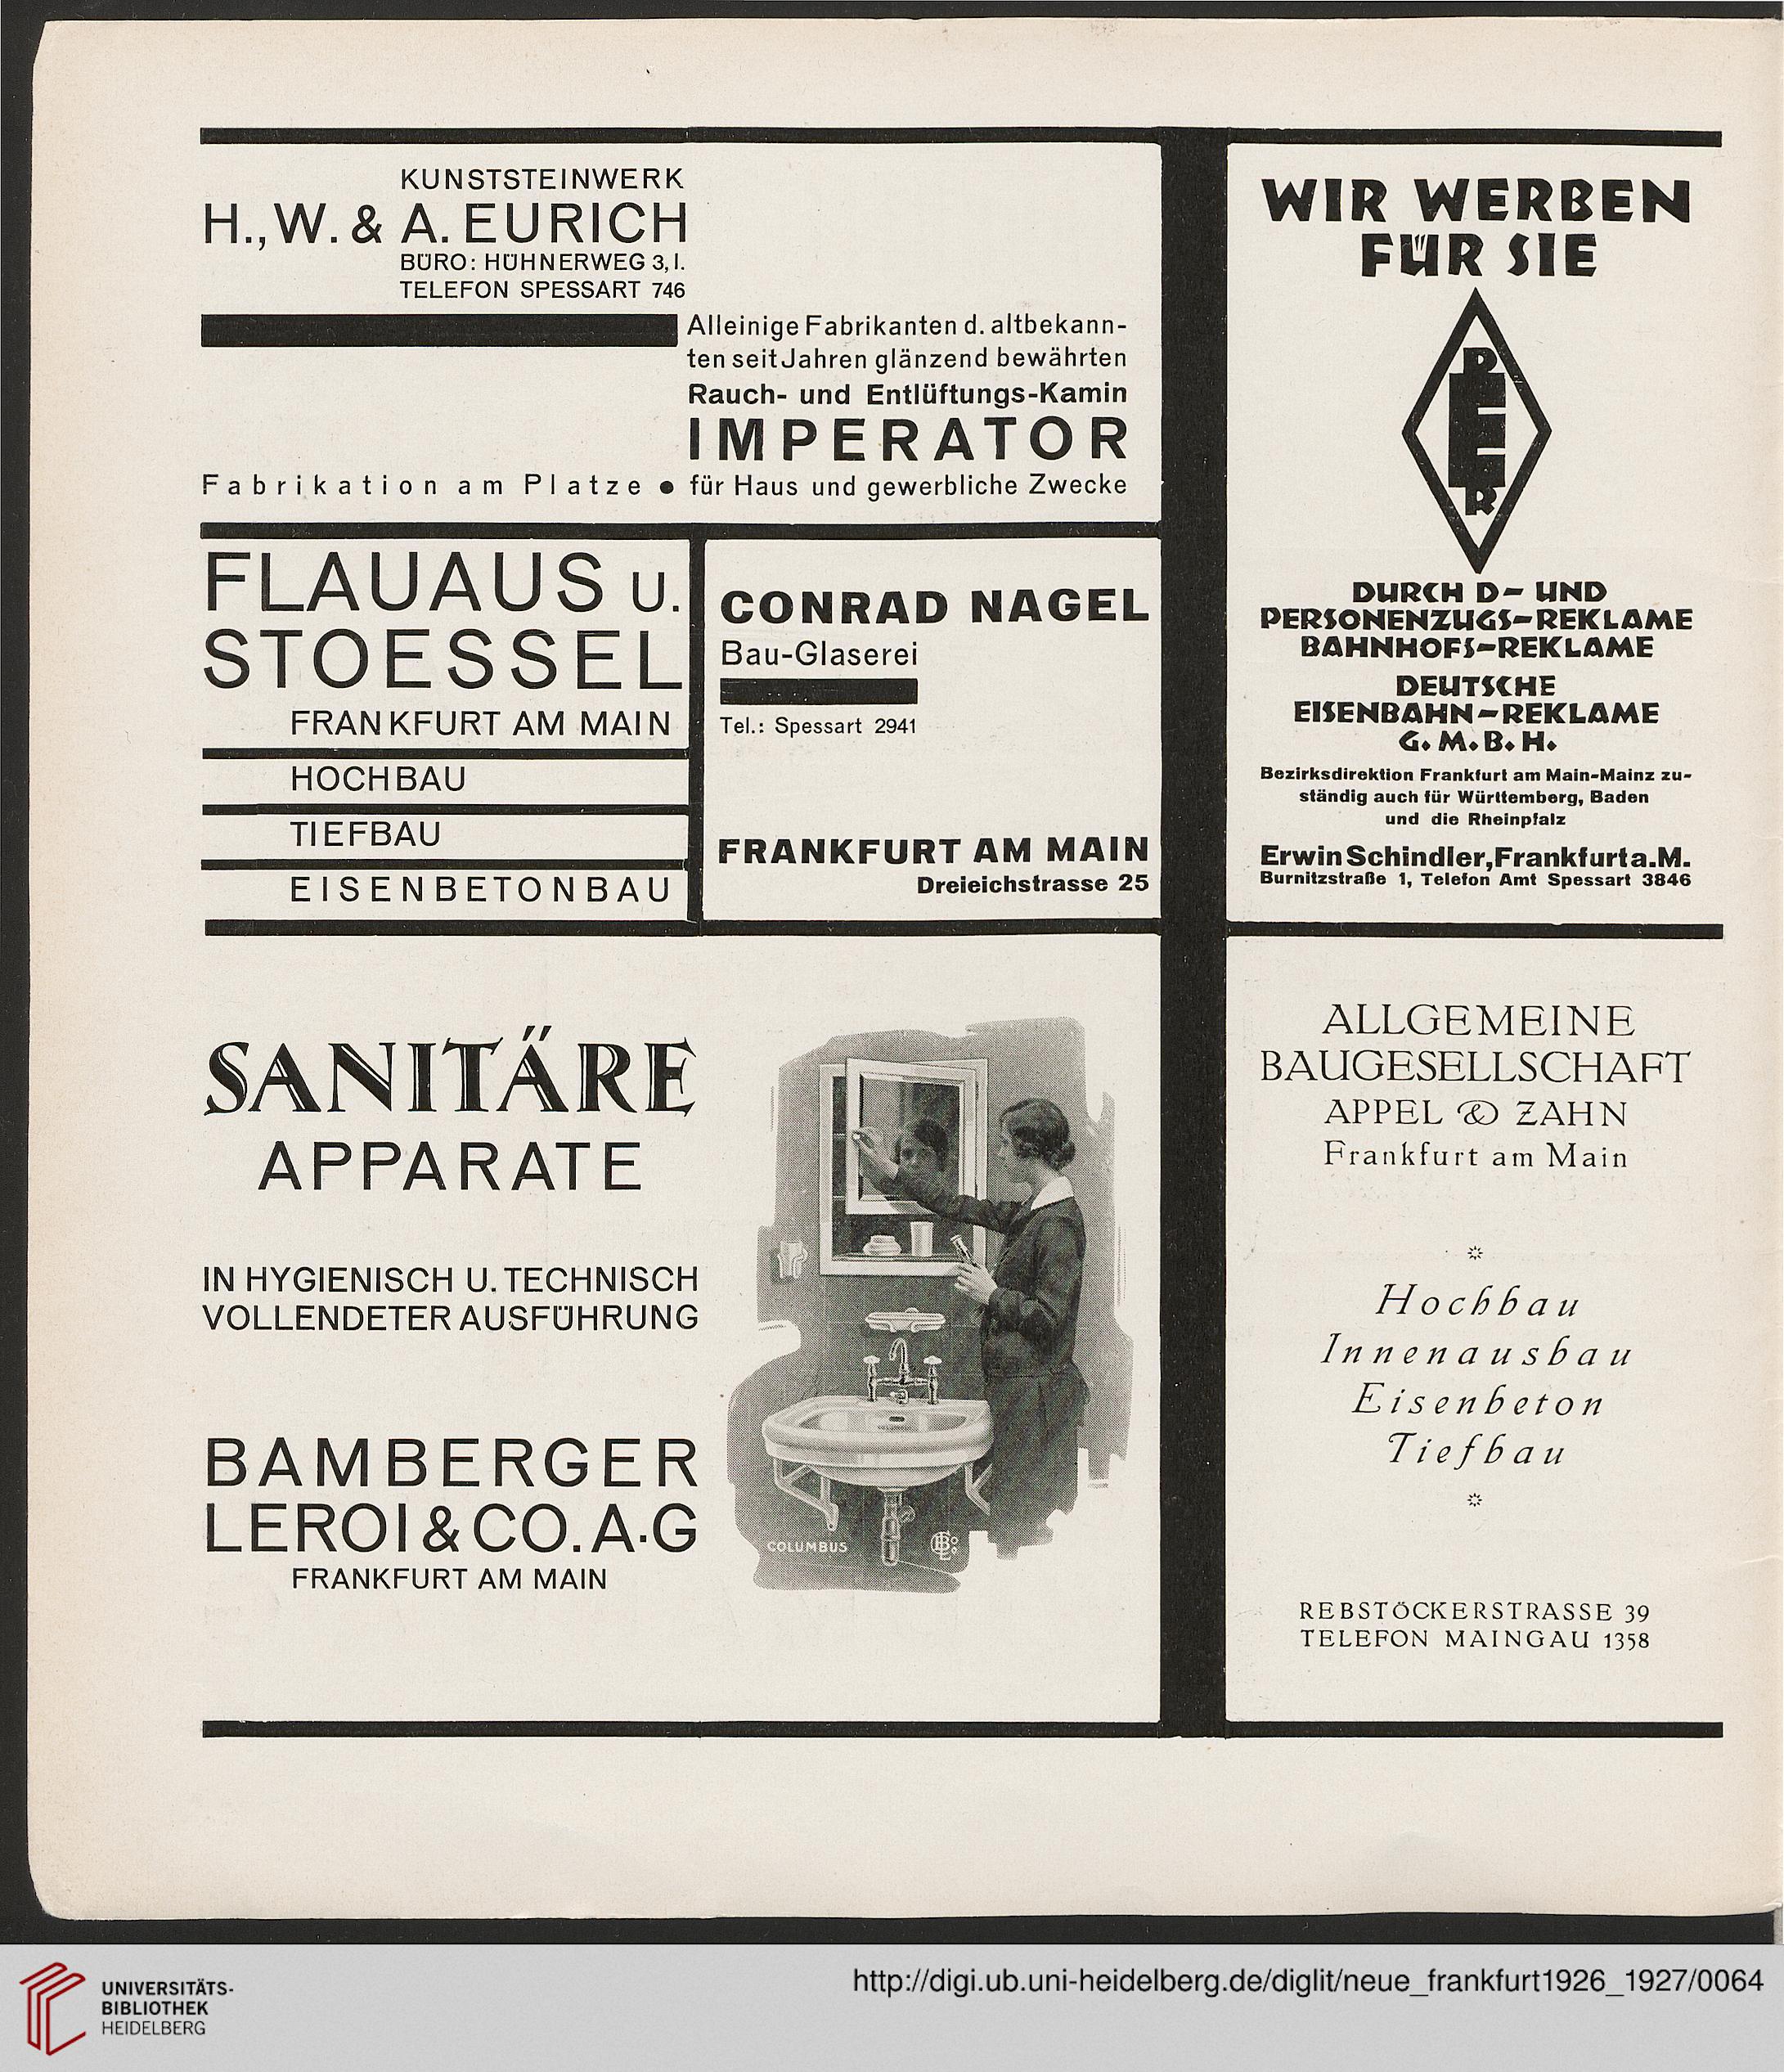 KUNSTSTEINWERK
H., W. & A. EURICH
BÜRO: HÜHNERWEG 3, I.
TELEFON SPESSART 746
Alleinige Fabrikanten d. altbekann-
ten seit Jahren glänzend bewährten
Rauch- und Entlüftungs-Kamin
IMPERATOR
Fabrikation am Platze ● für Haus und gewerbliche Zwecke
FLAUAUS U.
STOESSEL
FRANKFURT AM MAIN
HOCHBAU
TIEFBAU
EISENBETONBAU
CONRAD NAGEL
Bau-Glaserei
Tel.: Spessart 2941
FRANKFURT AM MAIN
Dreieichstrasse 25
WIR WERBEN
FÜR SIE
DURCH D- UND
PERSONENZUGS-REKLAME
BAHNHOFS-REKLAME
DEUTSCHE
EISENBAHN-REKLAME
G. M. B. H.
Bezirksdirektion Frankfurt am Main-Mainz zu-
ständig auch für Württemberg, Baden
und die Rheinpfalz
Erwin Schindler, Frankfurt a. M.
Burnitzstraße 1, Telefon Amt Spessart 3846
SANITÄRE
APPARATE
IN HYGIENISCH U. TECHNISCH
VOLLENDETER AUSFÜHRUNG
BAMBERGER
LEROI & CO. A·G
FRANKFURT AM MAIN
COLUMBUS
ALLGEMEINE
BAUGESELLSCHAFT
APPEL & ZAHN
Frankfurt am Main
Hochbau
Innenausbau
Eisenbeton
Tiefbau
REBSTÖCKERSTRASSE 39
TELEFON MAINGAU 1358
UNIVERSITÄTS-
BIBLIOTHEK
HEIDELBERG
http://digi.ub.uni-heidelberg.de/diglit/neue_frankfurt1926_1927/0064